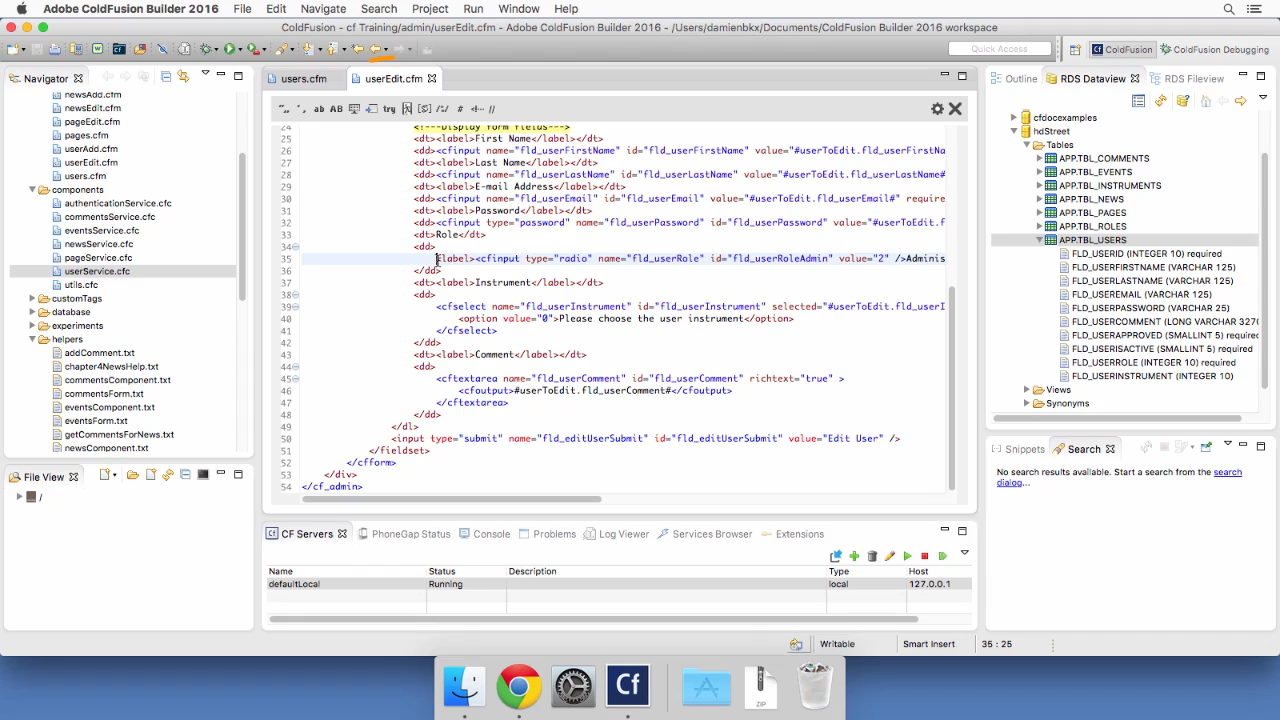 Adobe ColdFusion Builder 2016 File Edit Navigate Search Project Run Window Help
ColdFusion - cf Training/admin/userEdit.cfm - Adobe ColdFusion Builder 2016 - /Users/damienbkx/Documents/ColdFusion Builder 2016 workspace
Quick Access ColdFusion ColdFusion Debugging
Navigator
newsAdd.cfm
newsEdit.cfm
pageEdit.cfm
pages.cfm
userAdd.cfm
userEdit.cfm
users.cfm
components
authenticationService.cfc
commentsService.cfc
eventsService.cfc
newsService.cfc
pageService.cfc
userService.cfc
utils.cfc
customTags
database
experiments
helpers
addComment.txt
chapter4NewsHelp.txt
commentsComponent.txt
commentsForm.txt
eventsComponent.txt
eventsForm.txt
getCommentsForNews.txt
newsComponent.txt
File View
/
users.cfm userEdit.cfm
ab AB try # //
24 <!---Display form fields--->
25 <dt><label>First Name</label></dt>
26 <dd><cfinput name="fld_userFirstName" id="fld_userFirstName" value="#userToEdit.fld_userFirstNa
27 <dt><label>Last Name</label></dt>
28 <dd><cfinput name="fld_userLastName" id="fld_userLastName" value="#userToEdit.fld_userLastName#
29 <dt><label>E-mail Address</label></dt>
30 <dd><cfinput name="fld_userEmail" id="fld_userEmail" value="#userToEdit.fld_userEmail#" require
31 <dt><label>Password</label></dt>
32 <dd><cfinput type="password" name="fld_userPassword" id="fld_userPassword" value="#userToEdit.f
33 <dt>Role</dt>
34 <dd>
35 <label><cfinput type="radio" name="fld_userRole" id="fld_userRoleAdmin" value="2" />Adminis
36 </dd>
37 <dt><label>Instrument</label></dt>
38 <dd>
39 <cfselect name="fld_userInstrument" id="fld_userInstrument" selected="#userToEdit.fld_userI
40 <option value="0">Please choose the user instrument</option>
41 </cfselect>
42 </dd>
43 <dt><label>Comment</label></dt>
44 <dd>
45 <cftextarea name="fld_userComment" id="fld_userComment" richtext="true" >
46 <cfoutput>#userToEdit.fld_userComment#</cfoutput>
47 </cftextarea>
48 </dd>
49 </dl>
50 <input type="submit" name="fld_editUserSubmit" id="fld_editUserSubmit" value="Edit User" />
51 </fieldset>
52 </cfform>
53 </div>
54 </cf_admin>
CF Servers PhoneGap Status Console Problems Log Viewer Services Browser Extensions
Name Status Description Type Host
defaultLocal Running local 127.0.0.1
Outline RDS Dataview RDS Fileview
cfdocexamples
hdStreet
Tables
APP.TBL_COMMENTS
APP.TBL_EVENTS
APP.TBL_INSTRUMENTS
APP.TBL_NEWS
APP.TBL_PAGES
APP.TBL_ROLES
APP.TBL_USERS
FLD_USERID (INTEGER 10) required
FLD_USERFIRSTNAME (VARCHAR 125)
FLD_USERLASTNAME (VARCHAR 125)
FLD_USEREMAIL (VARCHAR 125)
FLD_USERPASSWORD (VARCHAR 25)
FLD_USERCOMMENT (LONG VARCHAR 3270
FLD_USERAPPROVED (SMALLINT 5) required
FLD_USERISACTIVE (SMALLINT 5) required
FLD_USERROLE (INTEGER 10) required
FLD_USERINSTRUMENT (INTEGER 10)
Views
Synonyms
Snippets Search
No search results available. Start a search from the search
dialog...
Writable Smart Insert 35 : 25
Cf ZIP